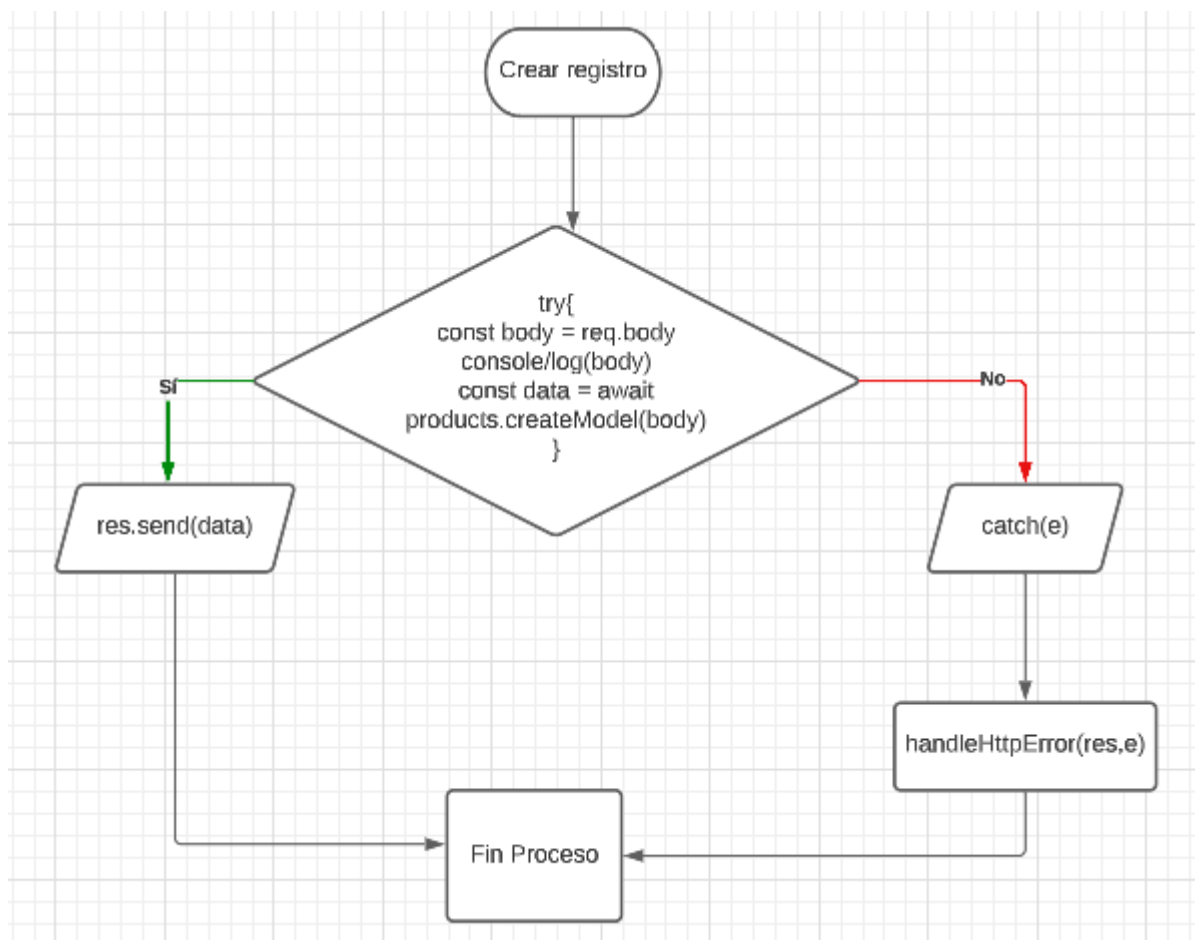 Crear registro
try{
const body = req.body
console/log(body)
const data = await
products.createModel(body)
}
Sí
No
res.send(data)
catch(e)
handleHttpError(res,e)
Fin Proceso